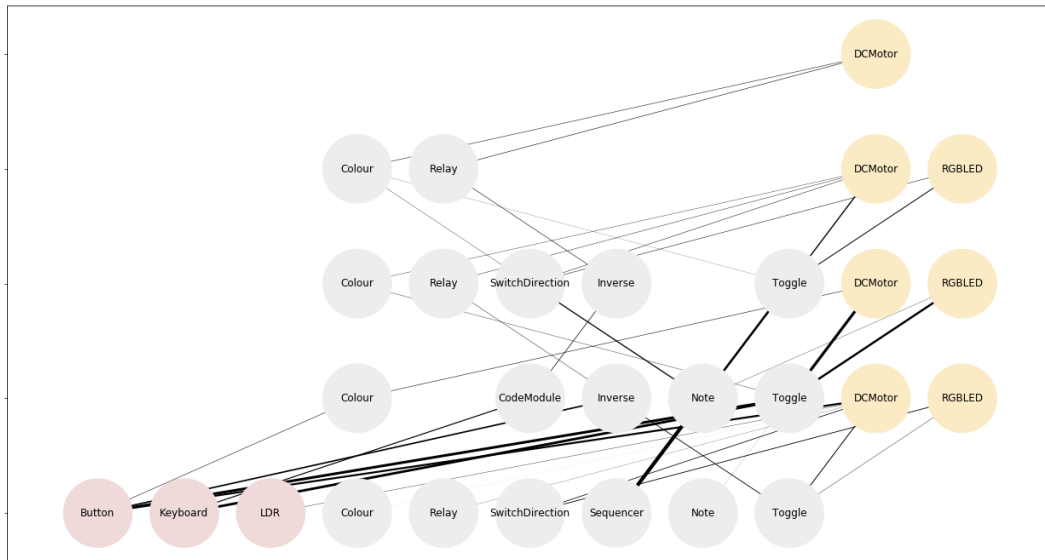 DCMotor
Colour Relay DCMotor RGBLED
Colour Relay SwitchDirection Inverse Toggle DCMotor RGBLED
Colour CodeModule Inverse Note Toggle DCMotor RGBLED
Button Keyboard LDR Colour Relay SwitchDirection Sequencer Note Toggle